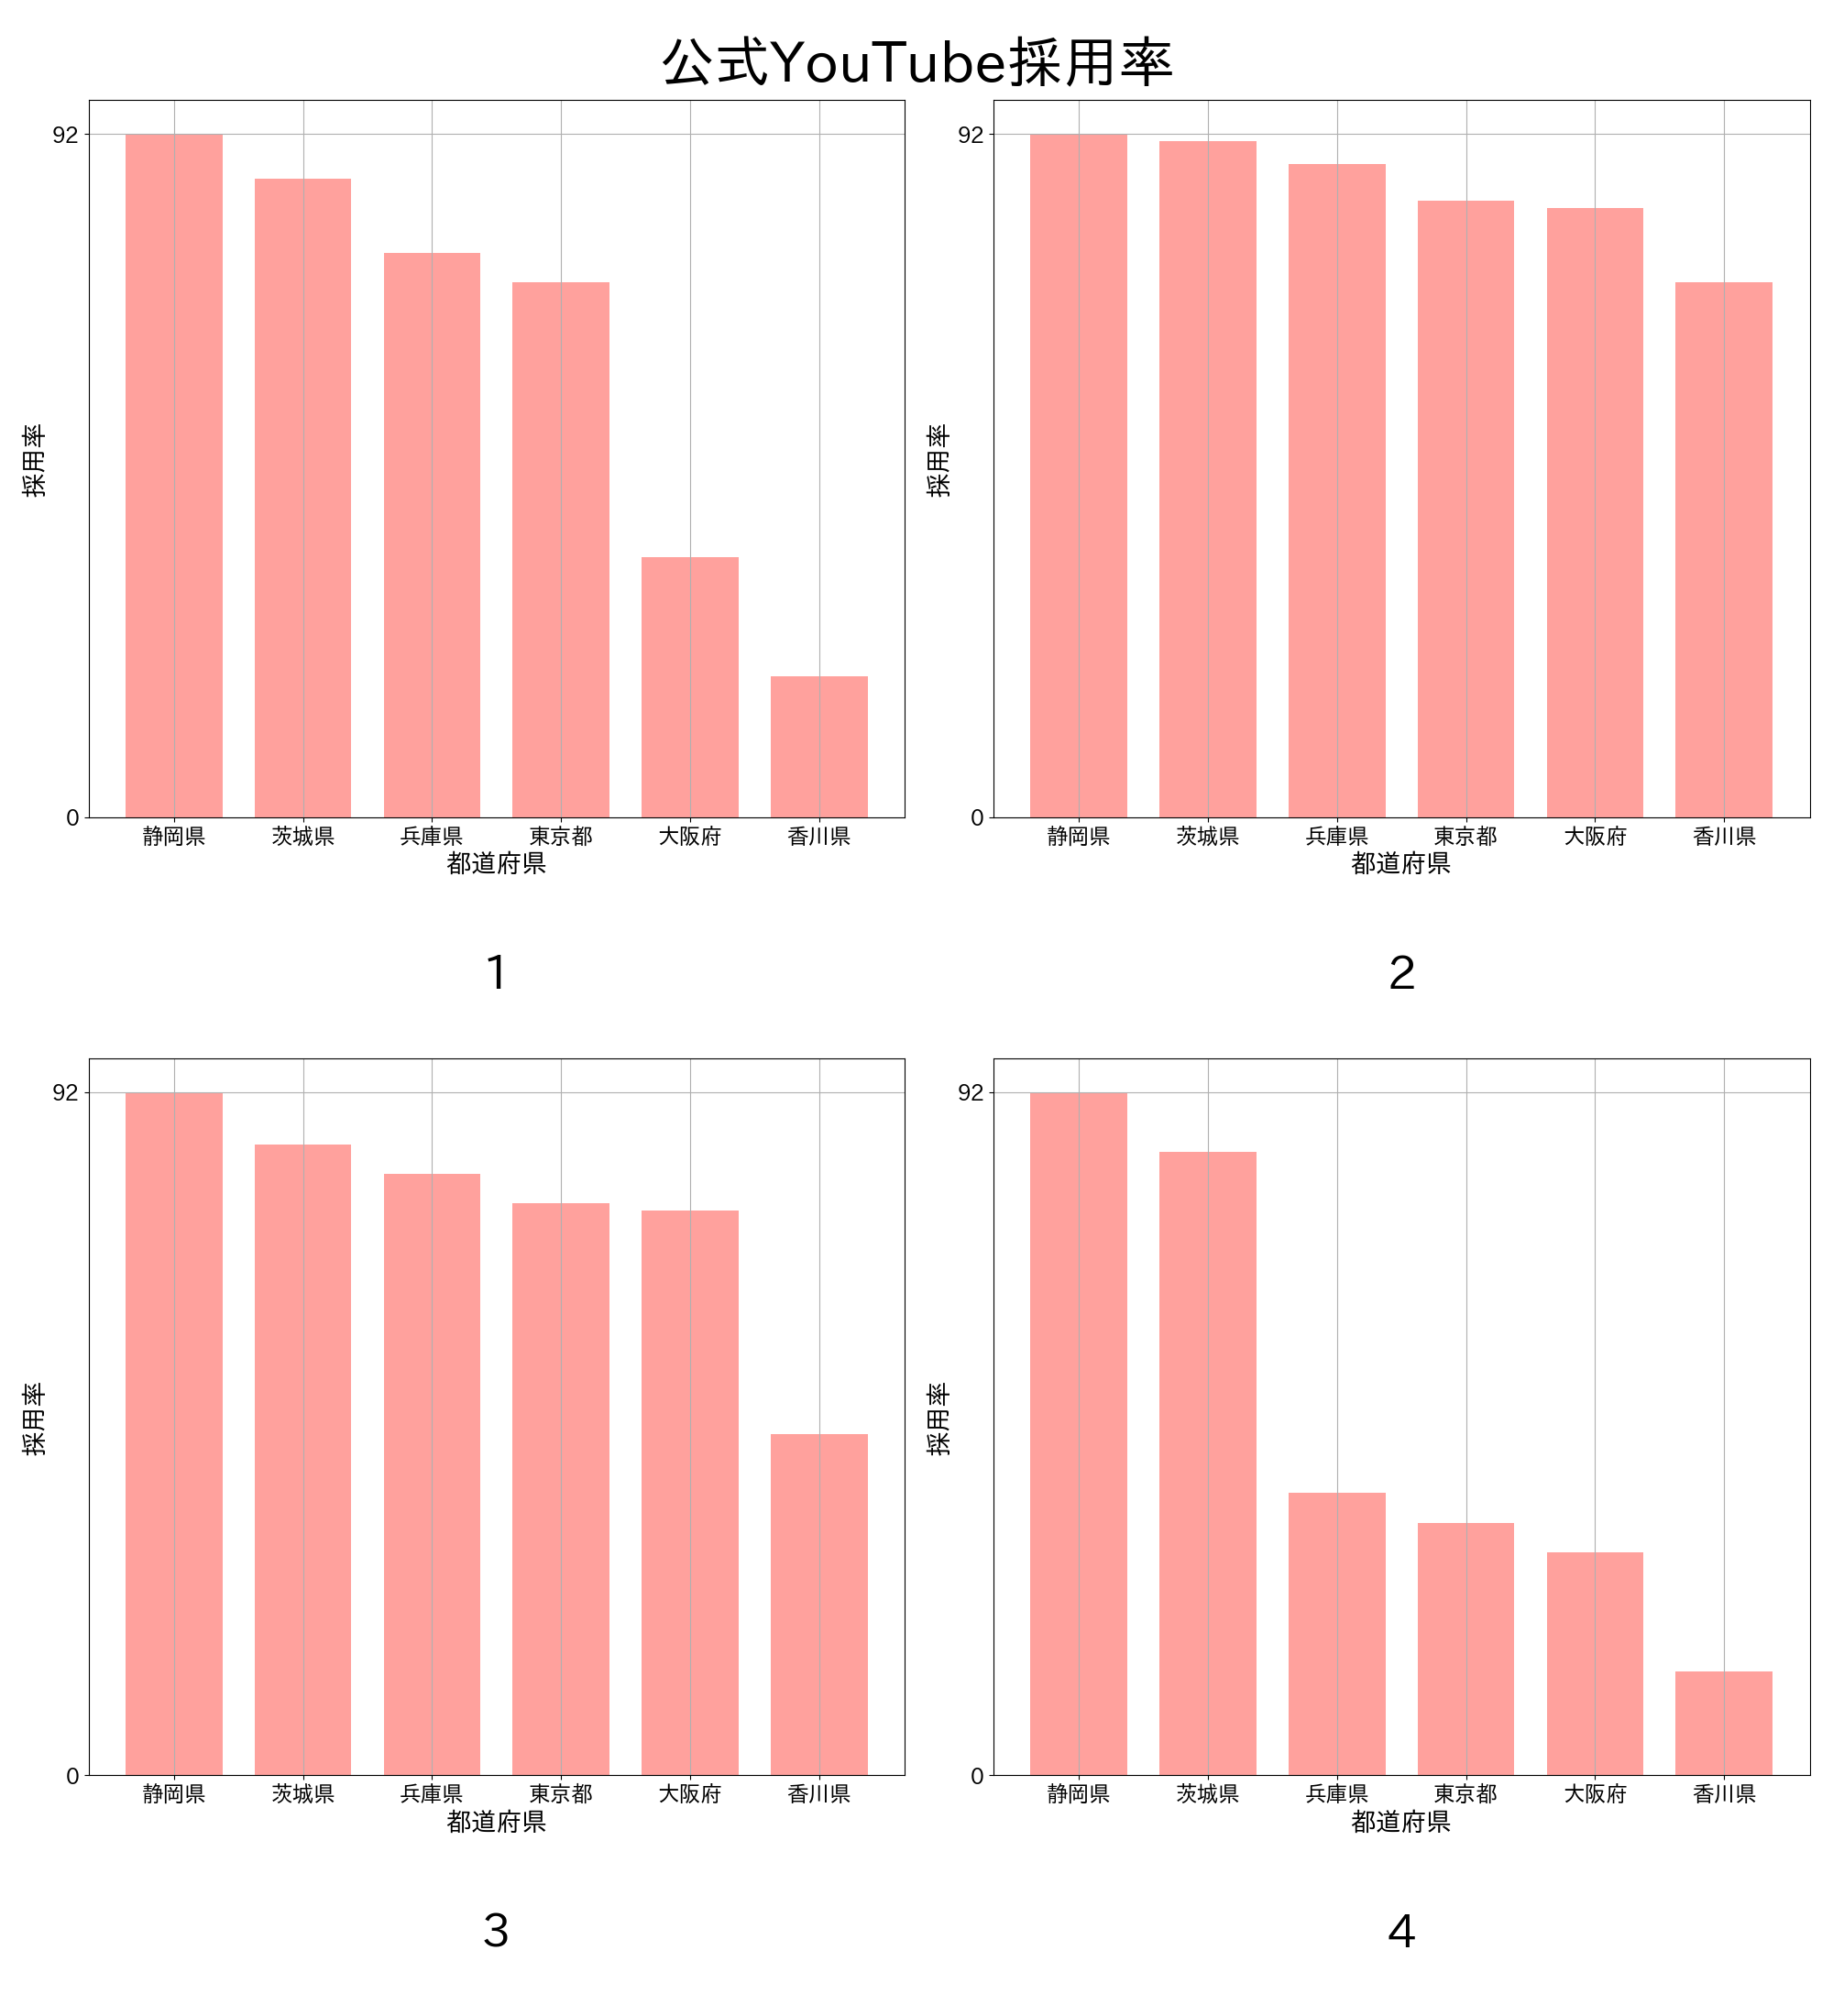 公式YouTube採用率
92
採用率
0
静岡県 茨城県 兵庫県 東京都 大阪府 香川県
都道府県
1
92
採用率
0
静岡県 茨城県 兵庫県 東京都 大阪府 香川県
都道府県
2
92
採用率
0
静岡県 茨城県 兵庫県 東京都 大阪府 香川県
都道府県
3
92
採用率
0
静岡県 茨城県 兵庫県 東京都 大阪府 香川県
都道府県
4